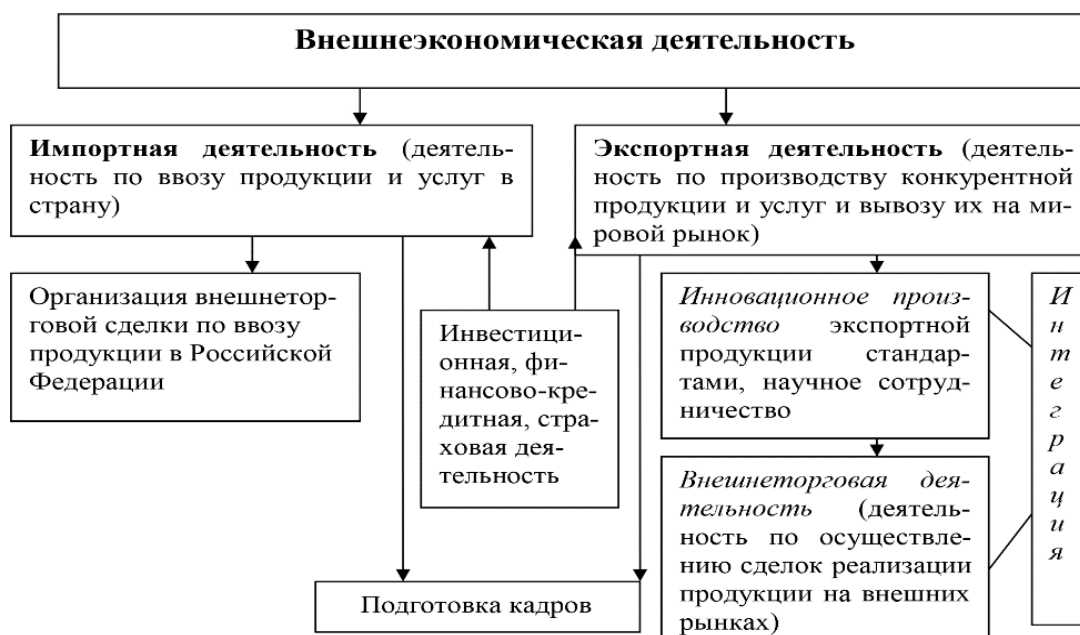 Внешнеэкономическая деятельность
Импортная деятельность (деятель-
ность по ввозу продукции и услуг в
страну)
Экспортная деятельность (деятель-
ность по производству конкурентной
продукции и услуг и вывозу их на ми-
ровой рынок)
Организация внешнетор-
говой сделки по ввозу
продукции в Российской
Федерации
Инвестици-
онная, фи-
нансово-кре-
дитная, стра-
ховая дея-
тельность
Инновационное произ-
водство экспортной
продукции стандар-
тами, научное сотруд-
ничество
Внешнеторговая дея-
тельность (деятель-
ность по осуществле-
нию сделок реализации
продукции на внешних
рынках)
И
н
т
е
г
р
а
ц
и
я
Подготовка кадров